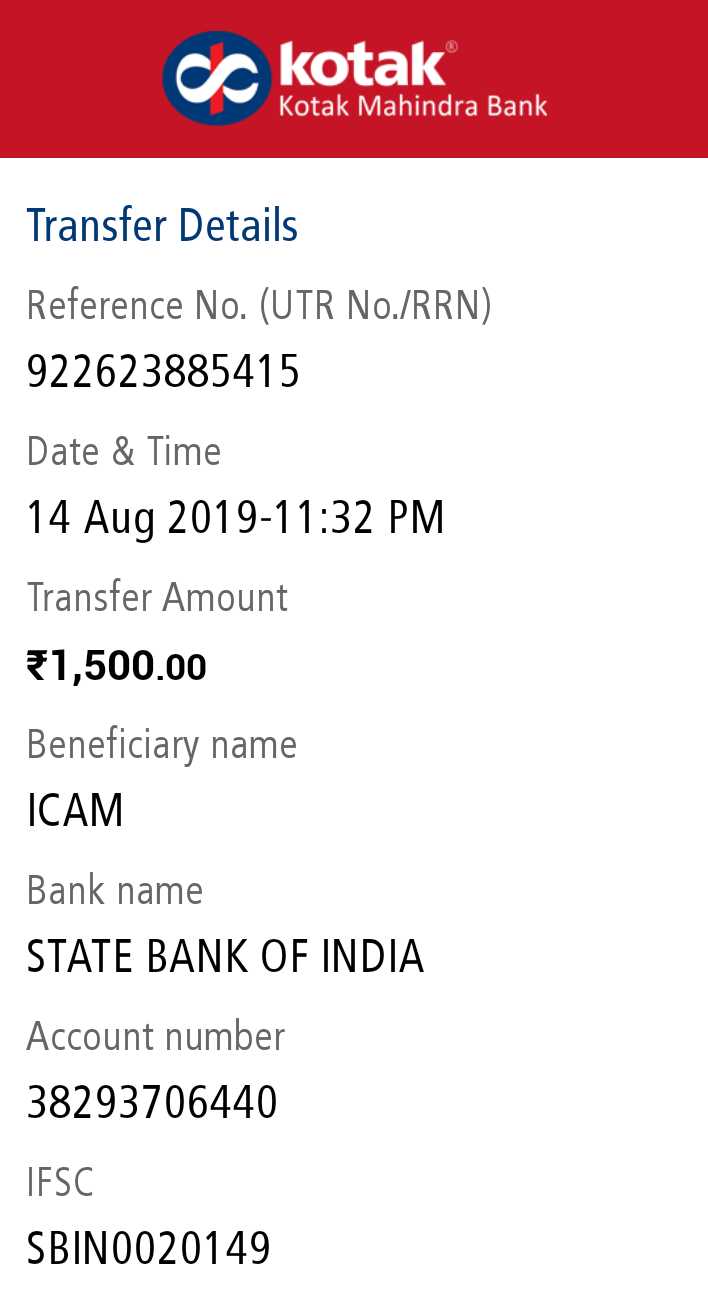 kotak®
Kotak Mahindra Bank
Transfer Details
Reference No. (UTR No./RRN)
922623885415
Date & Time
14 Aug 2019-11:32 PM
Transfer Amount
₹1,500.00
Beneficiary name
ICAM
Bank name
STATE BANK OF INDIA
Account number
38293706440
IFSC
SBIN0020149